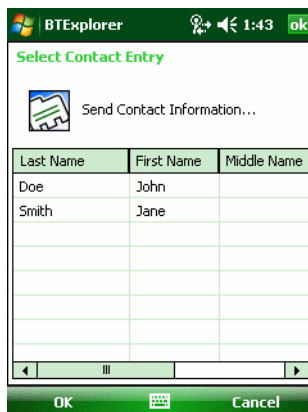 BTExplorer 1:43 ok
Select Contact Entry
Send Contact Information...
Last Name First Name Middle Name
Doe John
Smith Jane
OK Cancel